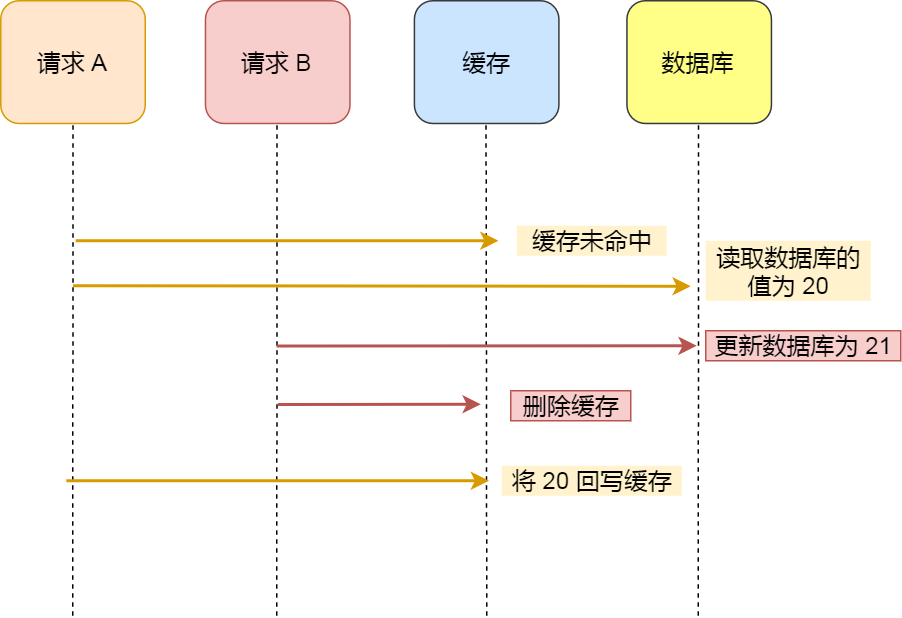 请求 A
请求 B
缓存
数据库
缓存未命中
读取数据库的
值为 20
更新数据库为 21
删除缓存
将 20 回写缓存